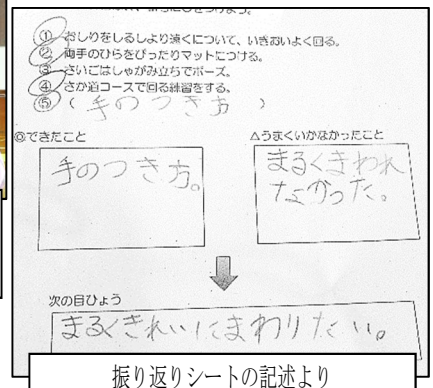 ① おしりをしるしより遠くについて、いきおいよく回る。
② 両手のひらをぴったりマットにつける。
③ さいごはしゃがみ立ちでポーズ。
④ さか道コースで回る練習をする。
⑤ ( 手のつき方 )
◎できたこと
手のつき方。
△うまくいかなかったこと
まるくきわれ
なかった。
次の目ひょう
まるくきれいにまわりたい。
振り返りシートの記述より